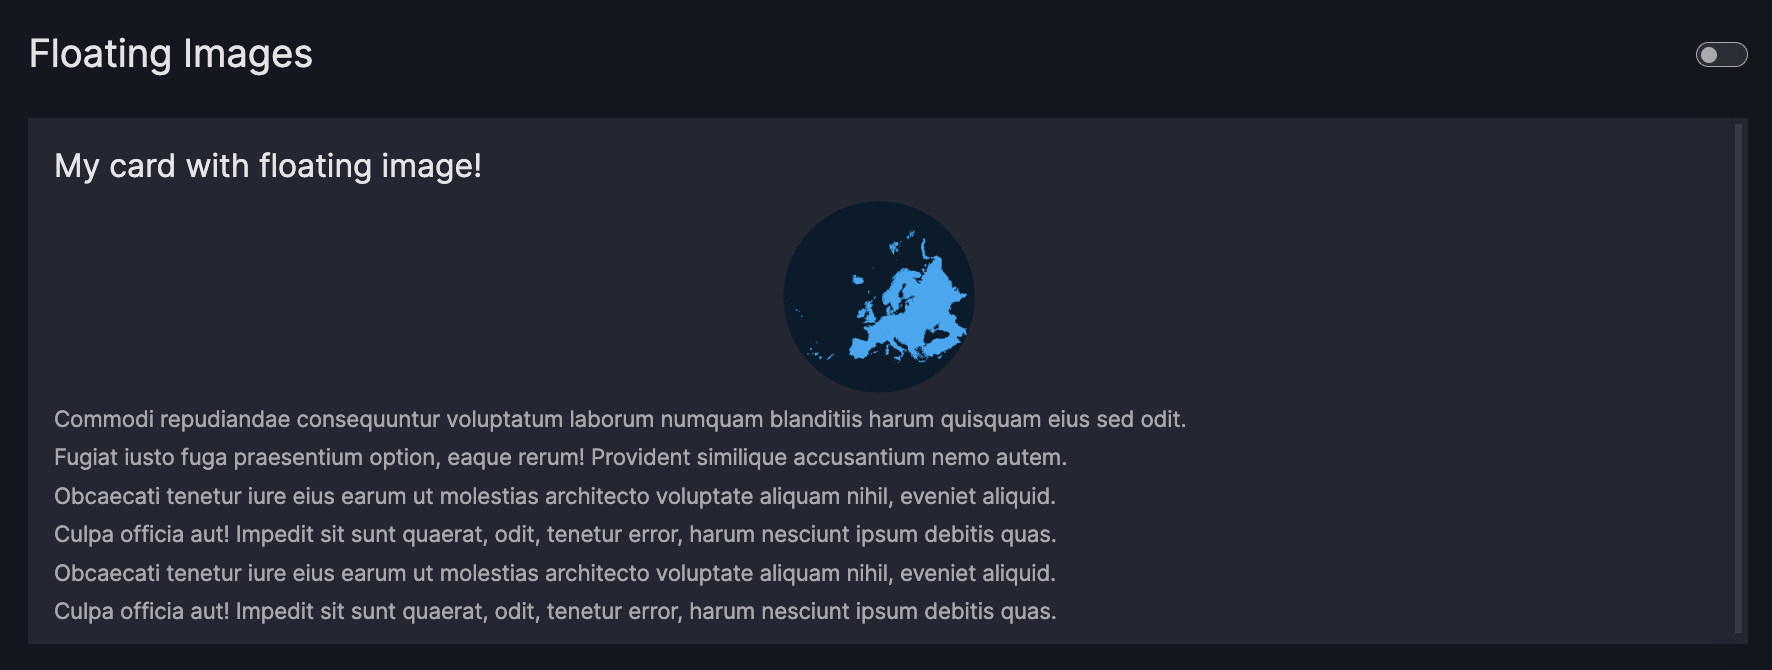 Floating Images
My card with floating image!
Commodi repudiandae consequuntur voluptatum laborum numquam blanditiis harum quisquam eius sed odit.
Fugiat iusto fuga praesentium option, eaque rerum! Provident similique accusantium nemo autem.
Obcaecati tenetur iure eius earum ut molestias architecto voluptate aliquam nihil, eveniet aliquid.
Culpa officia aut! Impedit sit sunt quaerat, odit, tenetur error, harum nesciunt ipsum debitis quas.
Obcaecati tenetur iure eius earum ut molestias architecto voluptate aliquam nihil, eveniet aliquid.
Culpa officia aut! Impedit sit sunt quaerat, odit, tenetur error, harum nesciunt ipsum debitis quas.